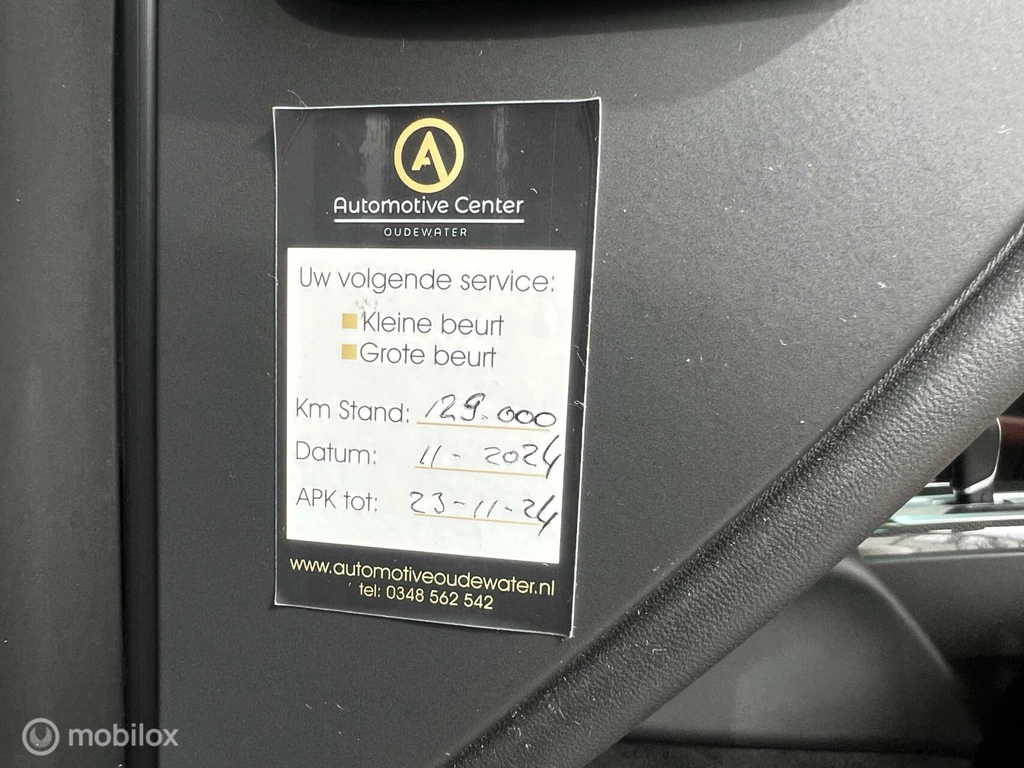 Automotive Center
OUDEWATER
Uw volgende service:
Kleine beurt
Grote beurt
Km Stand: 129.000
Datum: 11-2024
APK tot: 23-11-24
www.automotiveoudewater.nl
tel: 0348 562 542
mobilox